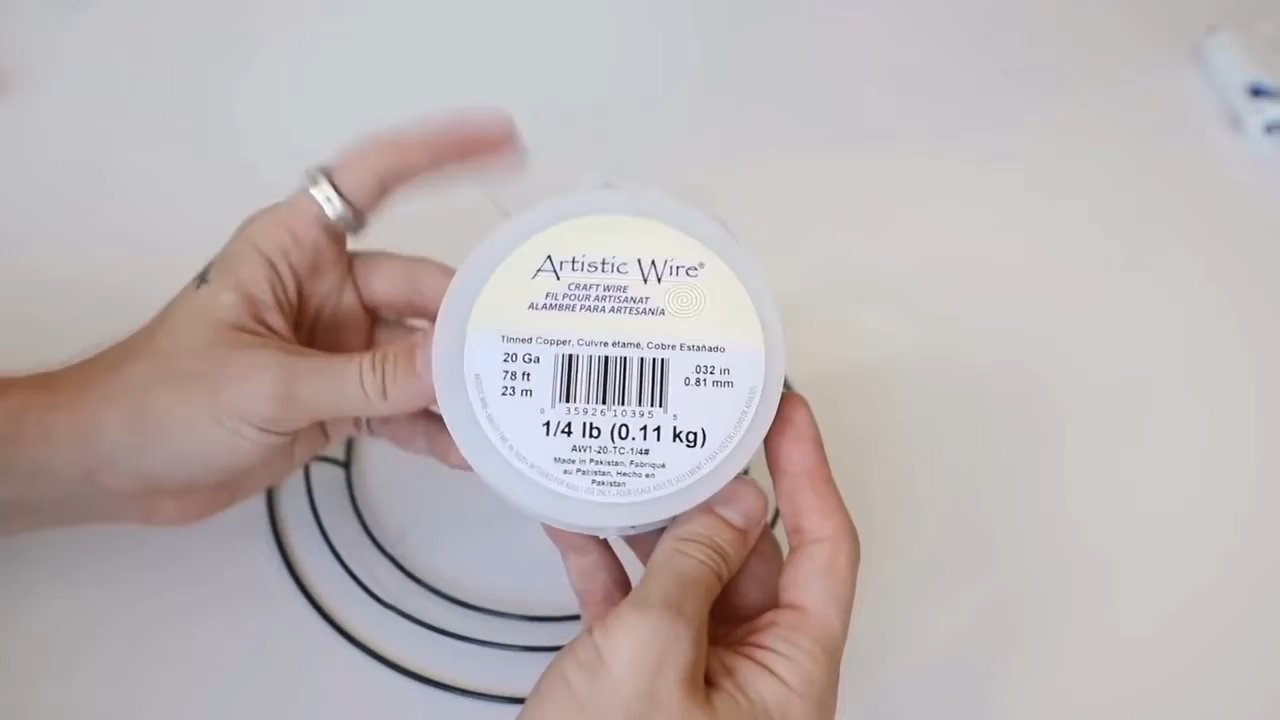 Artistic Wire®
CRAFT WIRE
FIL POUR ARTISANAT
ALAMBRE PARA ARTESANÍA
Tinned Copper, Cuivre étamé, Cobre Estañado
20 Ga
78 ft
23 m
.032 in
0.81 mm
0 35926 10395 5
1/4 lb (0.11 kg)
AW1-20-TC-1/4#
Made in Pakistan, Fabriqué
au Pakistan, Hecho en
Pakistan